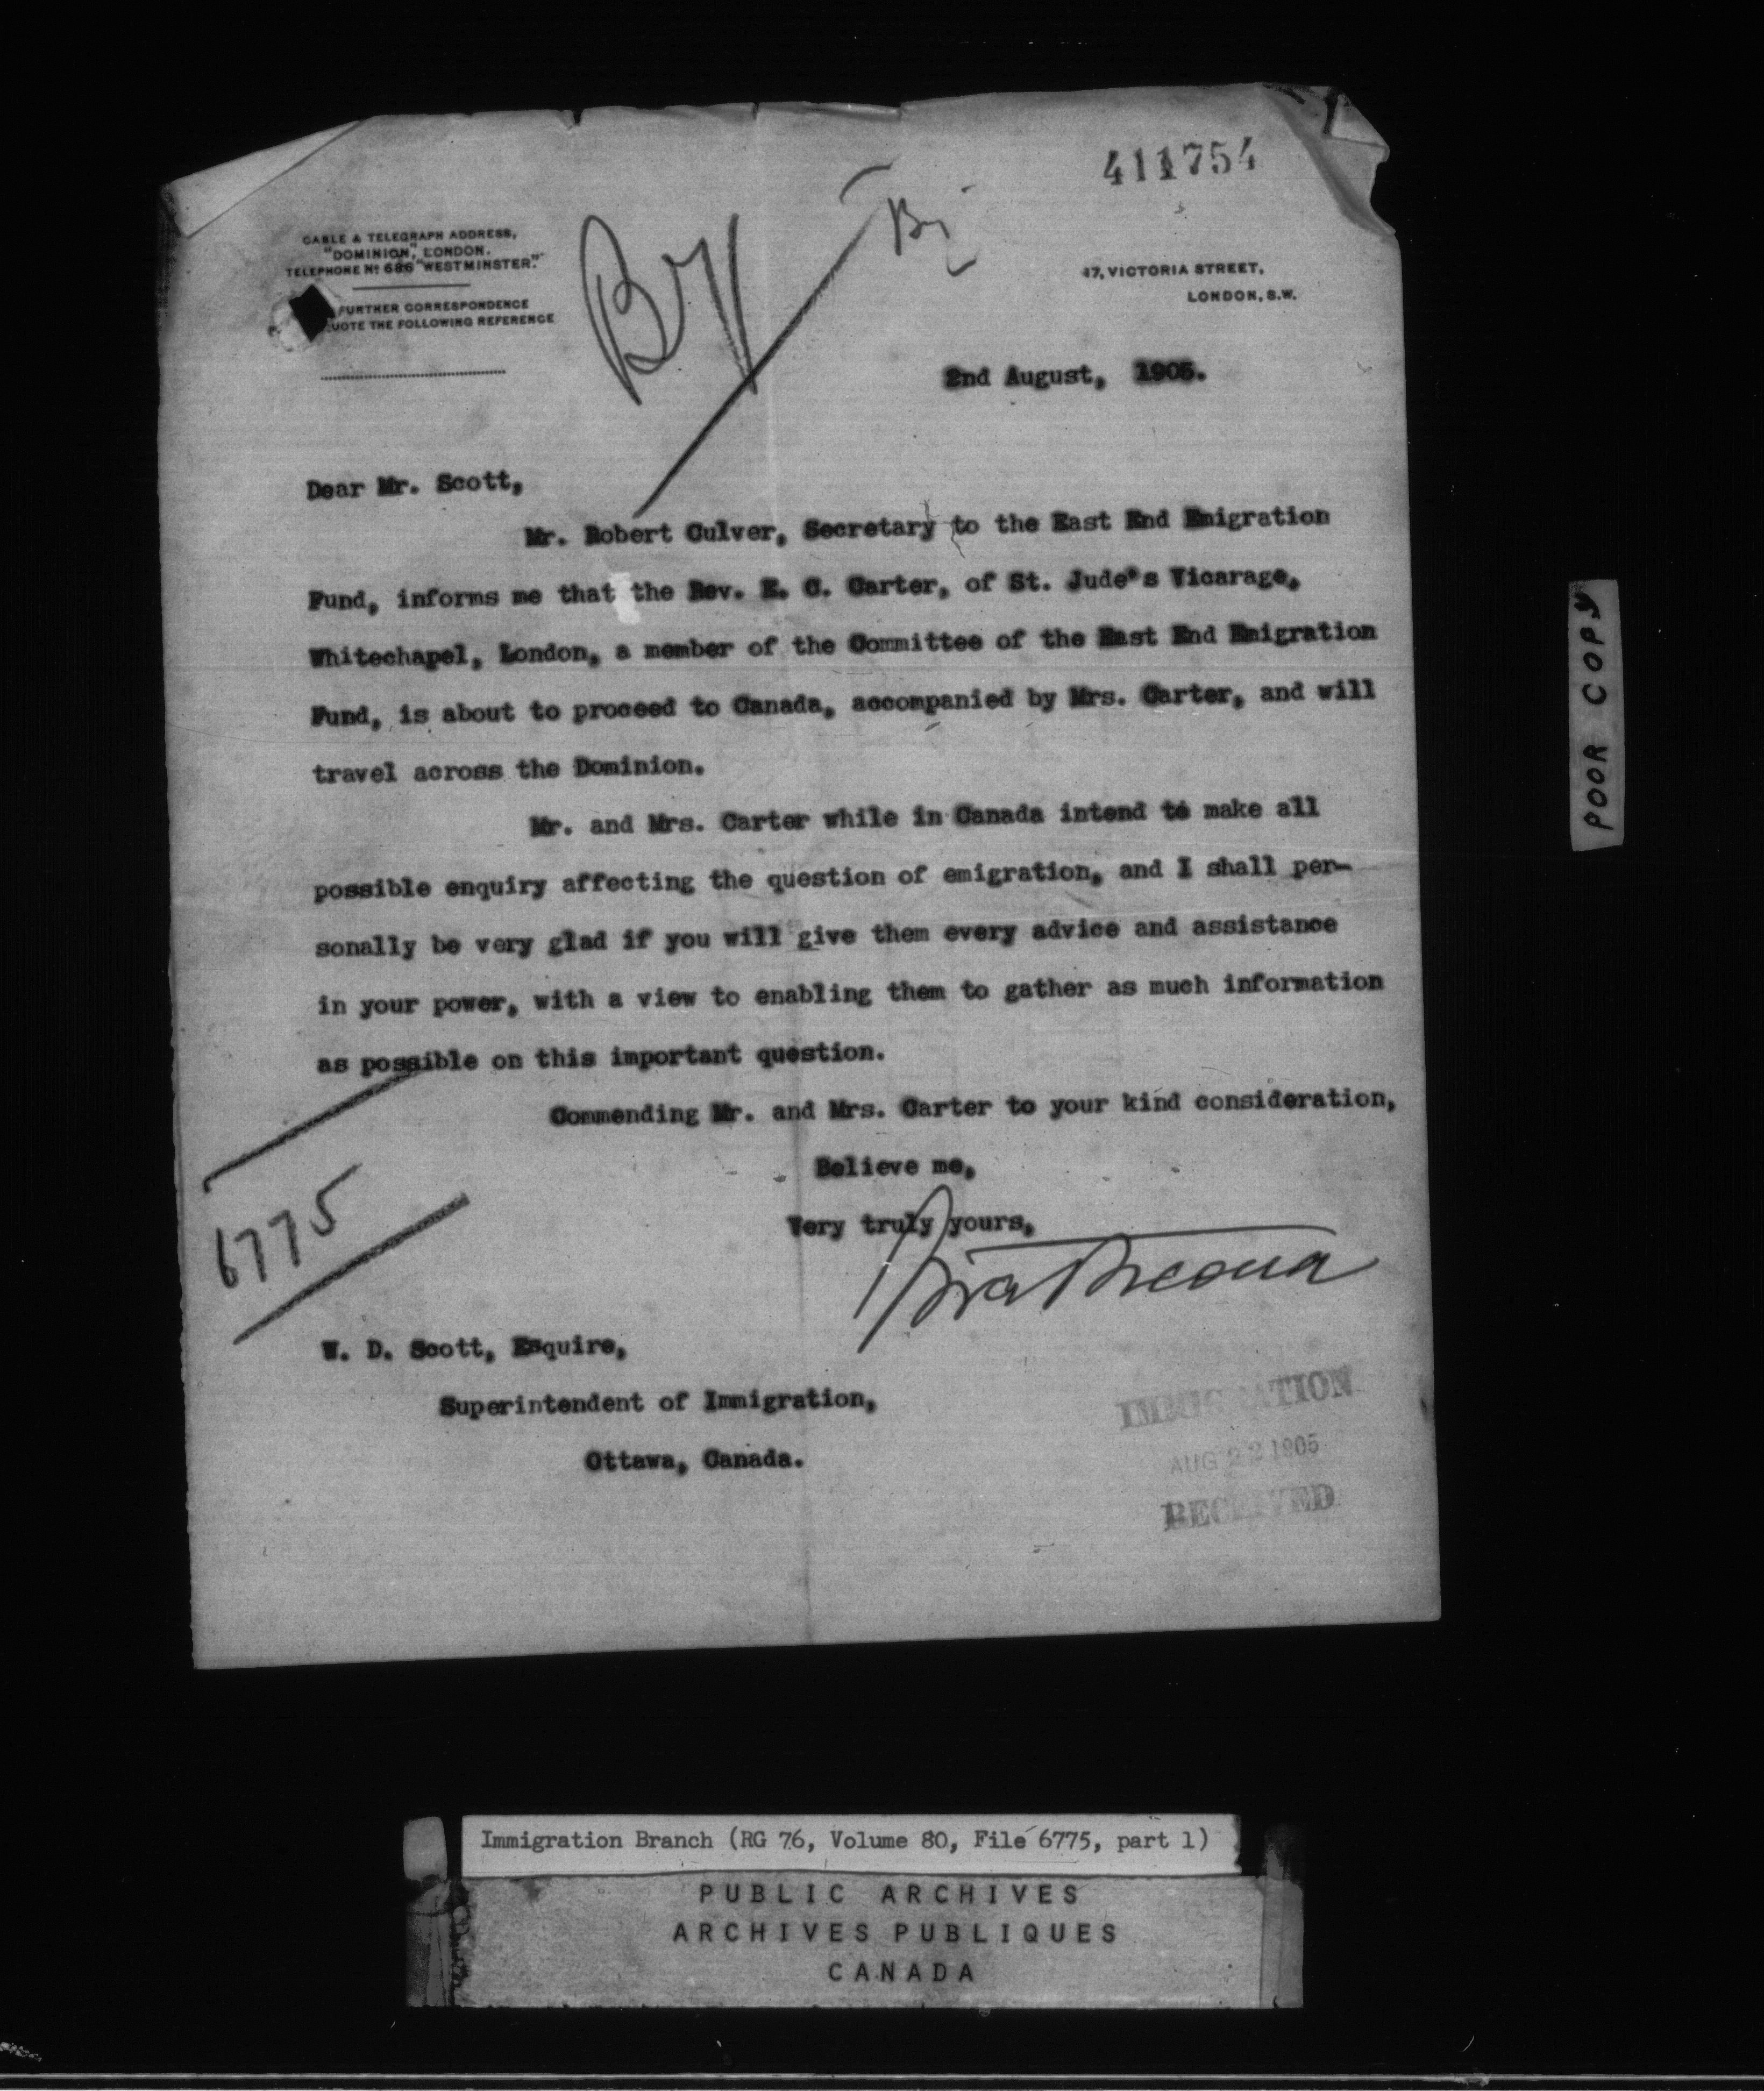 411754
CABLE & TELEGRAPH ADDRESS,
"DOMINION," LONDON.
TELEPHONE No 686 "WESTMINSTER."
FURTHER CORRESPONDENCE
QUOTE THE FOLLOWING REFERENCE
17, VICTORIA STREET,
LONDON, S.W.
2nd August, 1905.
Dear Mr. Scott,
Mr. Robert Culver, Secretary to the East End Emigration
Fund, informs me that the Rev. E. C. Carter, of St. Jude's Vicarage,
Whitechapel, London, a member of the Committee of the East End Emigration
Fund, is about to proceed to Canada, accompanied by Mrs. Carter, and will
travel across the Dominion.
Mr. and Mrs. Carter while in Canada intend to make all
possible enquiry affecting the question of emigration, and I shall per-
sonally be very glad if you will give them every advice and assistance
in your power, with a view to enabling them to gather as much information
as possible on this important question.
Commending Mr. and Mrs. Carter to your kind consideration,
Believe me,
Very truly yours,
Strathcona
6775
W. D. Scott, Esquire,
Superintendent of Immigration,
Ottawa, Canada.
IMMIGRATION
AUG 22 1905
RECEIVED
POOR COPY
Immigration Branch (RG 76, Volume 80, File 6775, part 1)
PUBLIC ARCHIVES
ARCHIVES PUBLIQUES
CANADA